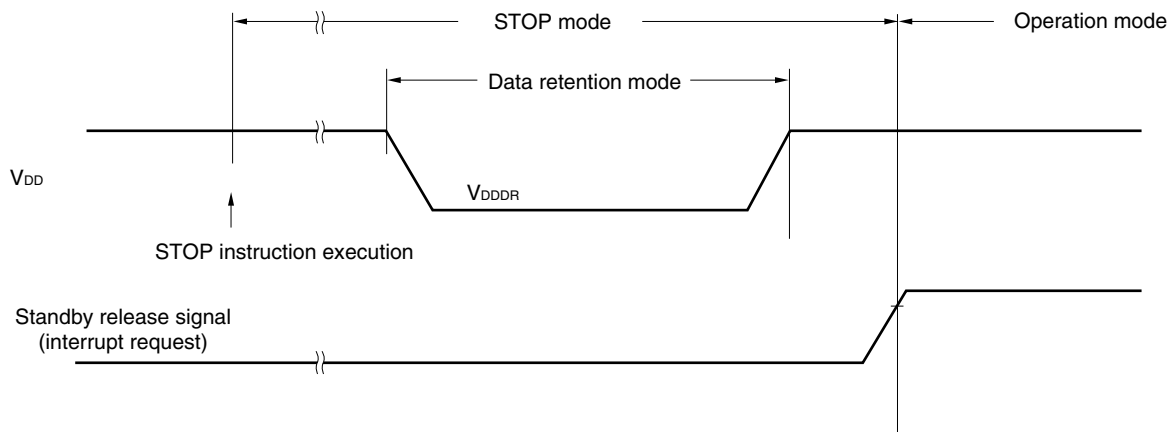 STOP mode
Operation mode
Data retention mode
VDD
VDDDR
STOP instruction execution
Standby release signal
(interrupt request)